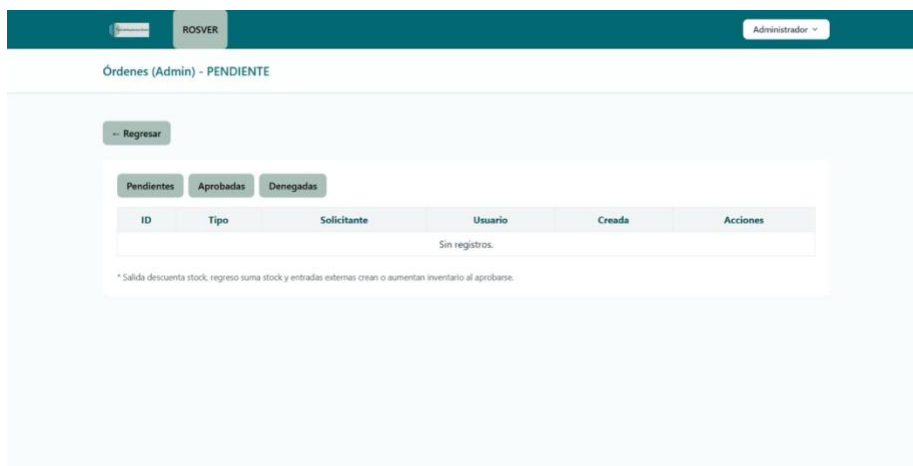 ROSVER
Administrador
Órdenes (Admin) - PENDIENTE
← Regresar
Pendientes Aprobadas Denegadas
ID Tipo Solicitante Usuario Creada Acciones
Sin registros.
* Salida descuenta stock, regreso suma stock y entradas externas crean o aumentan inventario al aprobarse.